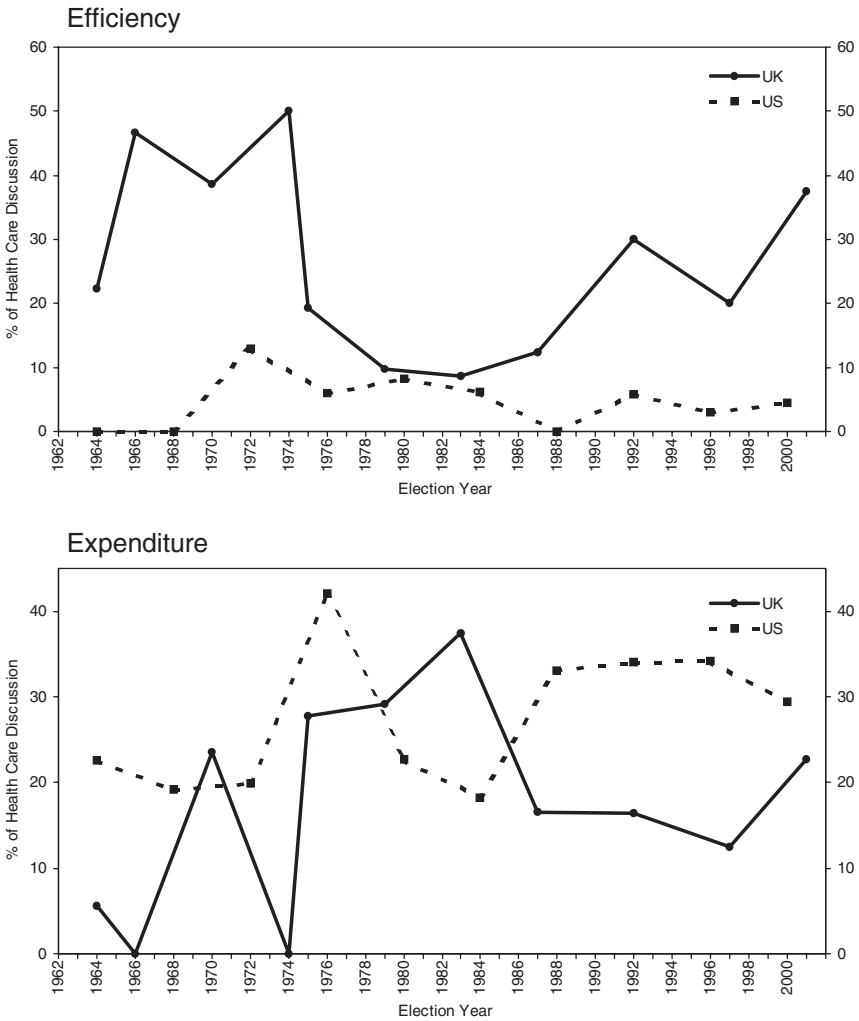 Efficiency
60 60
UK
US
50 50
40 40
30 30
20 20
10 10
0 0
% of Health Care Discussion
1962 1964 1966 1968 1970 1972 1974 1976 1978 1980 1982 1984 1986 1988 1990 1992 1994 1996 1998 2000
Election Year
Expenditure
UK
US
40 40
30 30
20 20
10 10
0 0
% of Health Care Discussion
1962 1964 1966 1968 1970 1972 1974 1976 1978 1980 1982 1984 1986 1988 1990 1992 1994 1996 1998 2000
Election Year